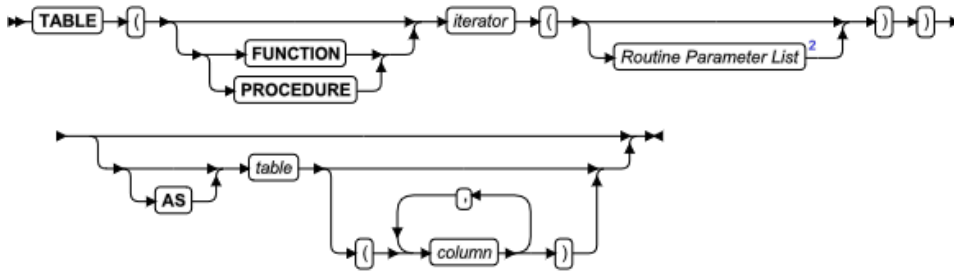 TABLE ( iterator ( ) )
FUNCTION Routine Parameter List 2
PROCEDURE
table
AS ,
( column )